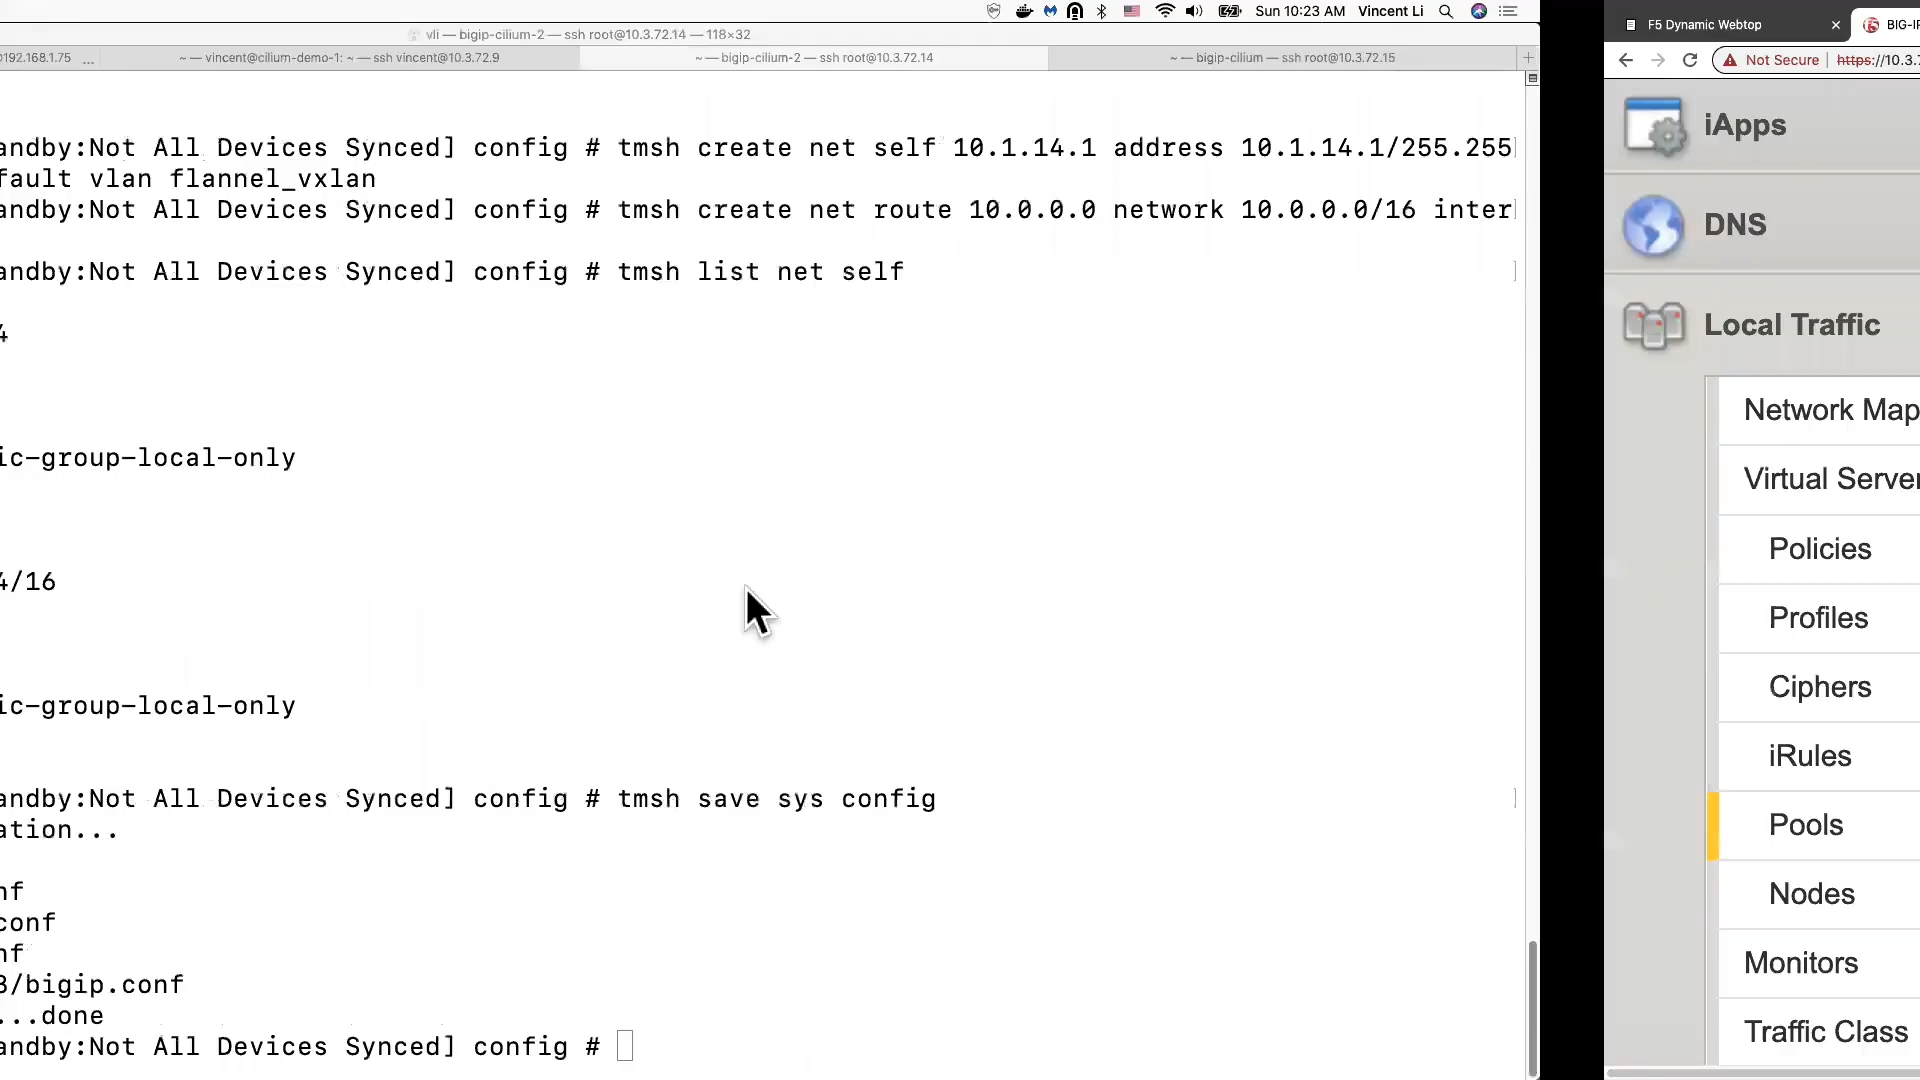 Sun 10:23 AM Vincent Li
vli — bigip-cilium-2 — ssh root@10.3.72.14 — 118×32
@192.168.1.75 ...
~ — vincent@cilium-demo-1: ~ — ssh vincent@10.3.72.9
~ — bigip-cilium-2 — ssh root@10.3.72.14
~ — bigip-cilium — ssh root@10.3.72.15
andby:Not All Devices Synced] config # tmsh create net self 10.1.14.1 address 10.1.14.1/255.255
fault vlan flannel_vxlan
andby:Not All Devices Synced] config # tmsh create net route 10.0.0.0 network 10.0.0.0/16 inter
andby:Not All Devices Synced] config # tmsh list net self
4
ic-group-local-only
4/16
ic-group-local-only
andby:Not All Devices Synced] config # tmsh save sys config
ation...
nf
conf
nf
3/bigip.conf
...done
andby:Not All Devices Synced] config #
F5 Dynamic Webtop
BIG-IP
Not Secure https://10.3.7
iApps
DNS
Local Traffic
Network Map
Virtual Server
Policies
Profiles
Ciphers
iRules
Pools
Nodes
Monitors
Traffic Class